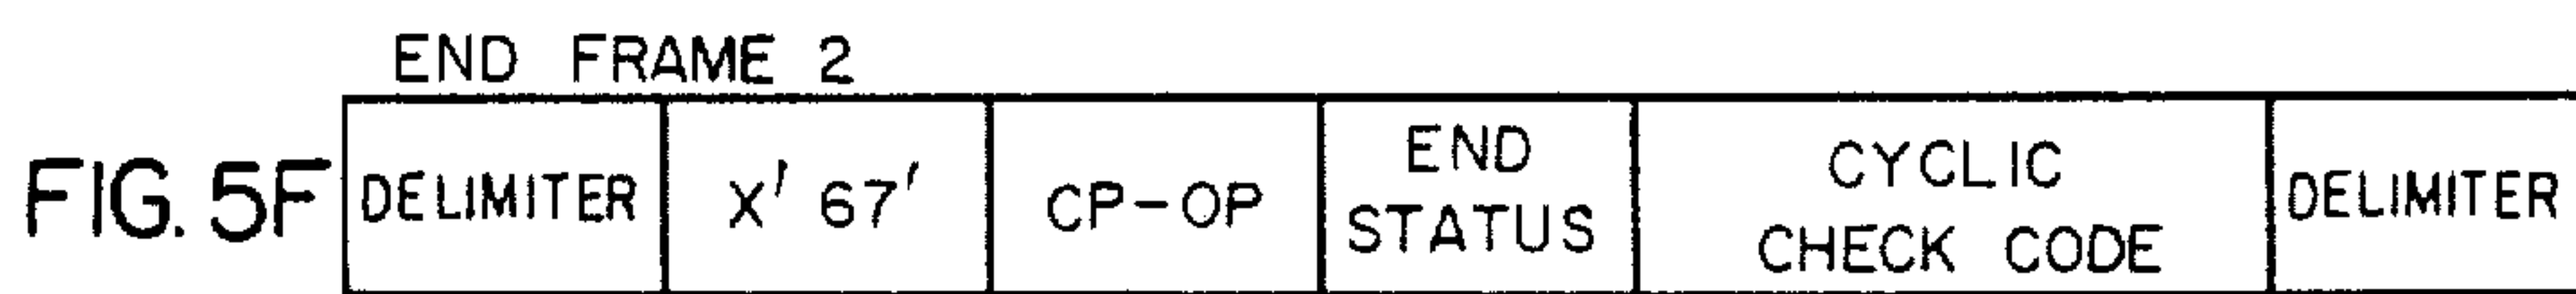 END FRAME 2
FIG. 5F
DELIMITER
X' 67'
CP-OP
END
STATUS
CYCLIC
CHECK CODE
DELIMITER